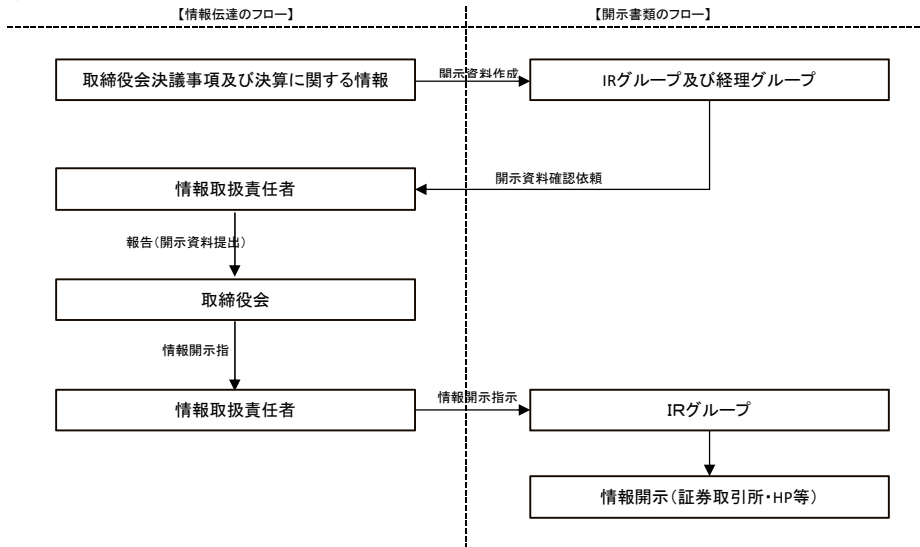 【情報伝達のフロー】
【開示書類のフロー】
取締役会決議事項及び決算に関する情報
開示資料作成
IRグループ及び経理グループ
情報取扱責任者
開示資料確認依頼
報告(開示資料提出)
取締役会
情報開示指
情報取扱責任者
情報開示指示
IRグループ
情報開示(証券取引所・HP等)